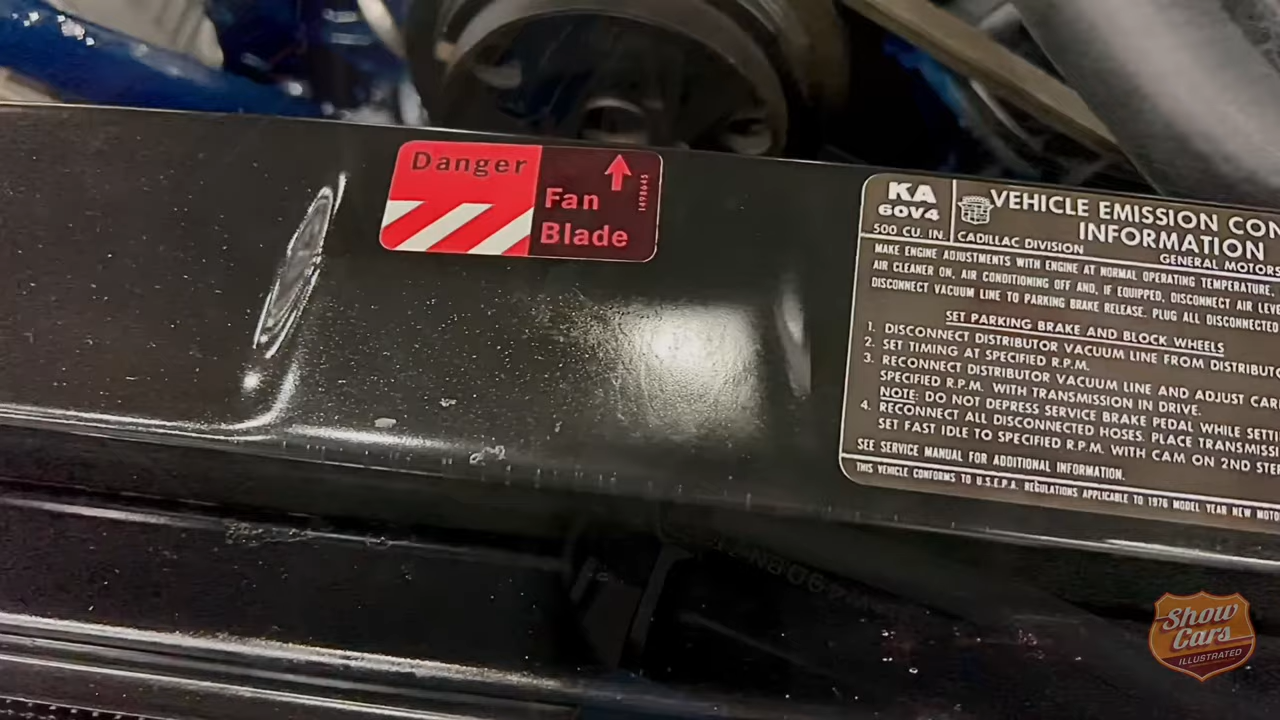 Danger
Fan
Blade
1498645
KA
60V4
500 CU. IN.
VEHICLE EMISSION CON
INFORMATION
CADILLAC DIVISION
GENERAL MOTORS
MAKE ENGINE ADJUSTMENTS WITH ENGINE AT NORMAL OPERATING TEMPERATURE,
AIR CLEANER ON, AIR CONDITIONING OFF AND, IF EQUIPPED, DISCONNECT AIR LEVE
DISCONNECT VACUUM LINE TO PARKING BRAKE RELEASE. PLUG ALL DISCONNECTED
SET PARKING BRAKE AND BLOCK WHEELS
1. DISCONNECT DISTRIBUTOR VACUUM LINE FROM DISTRIBUTO
2. SET TIMING AT SPECIFIED R.P.M.
3. RECONNECT DISTRIBUTOR VACUUM LINE AND ADJUST CAR
SPECIFIED R.P.M. WITH TRANSMISSION IN DRIVE.
NOTE: DO NOT DEPRESS SERVICE BRAKE PEDAL WHILE SETTI
4. RECONNECT ALL DISCONNECTED HOSES. PLACE TRANSMISSI
SET FAST IDLE TO SPECIFIED R.P.M. WITH CAM ON 2ND STE
SEE SERVICE MANUAL FOR ADDITIONAL INFORMATION.
THIS VEHICLE CONFORMS TO U.S.E.P.A. REGULATIONS APPLICABLE TO 1976 MODEL YEAR NEW MOTO
Show
Cars
ILLUSTRATED